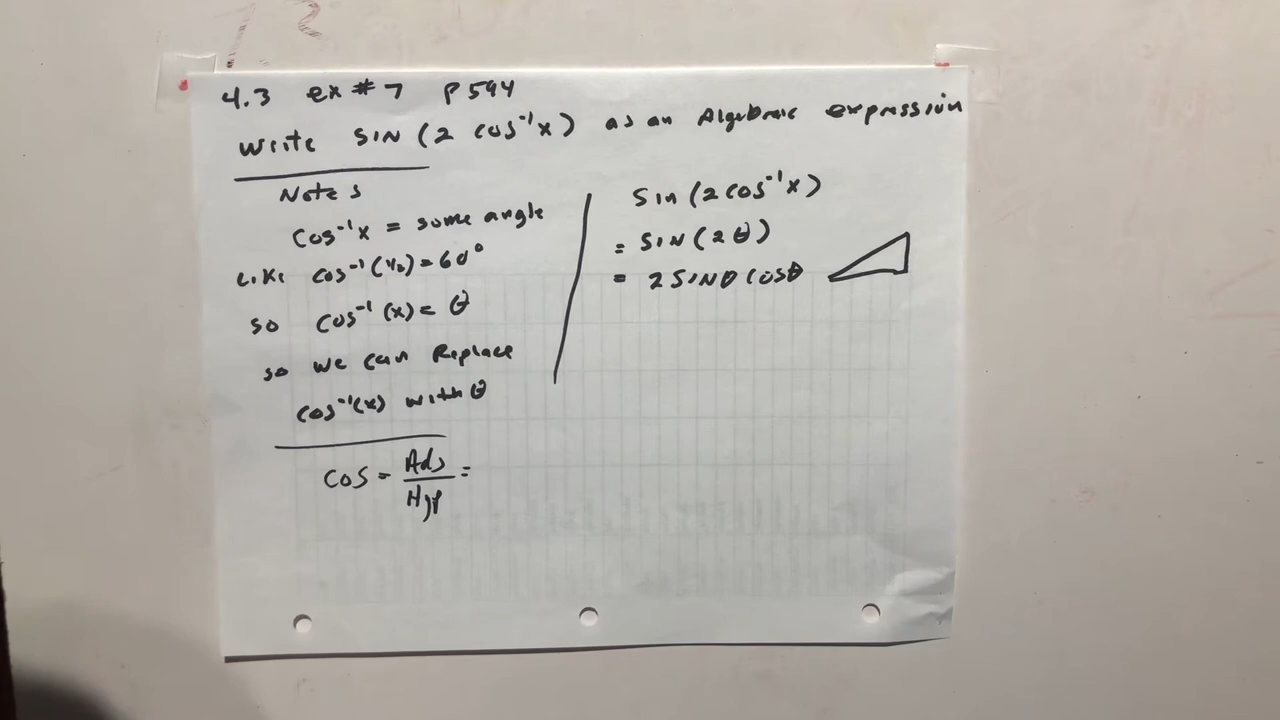 4.3 ex # 7 P594
write SIN (2 cos⁻¹x) as an Algebraic expression
Notes
Cos⁻¹x = some angle
Like cos⁻¹(1/2) = 60°
so cos⁻¹(x) = θ
so we can Replace
cos⁻¹(x) with θ
COS = Adj/Hyp =
Sin (2 cos⁻¹x)
= SIN (2θ)
= 2 SINθ COSθ